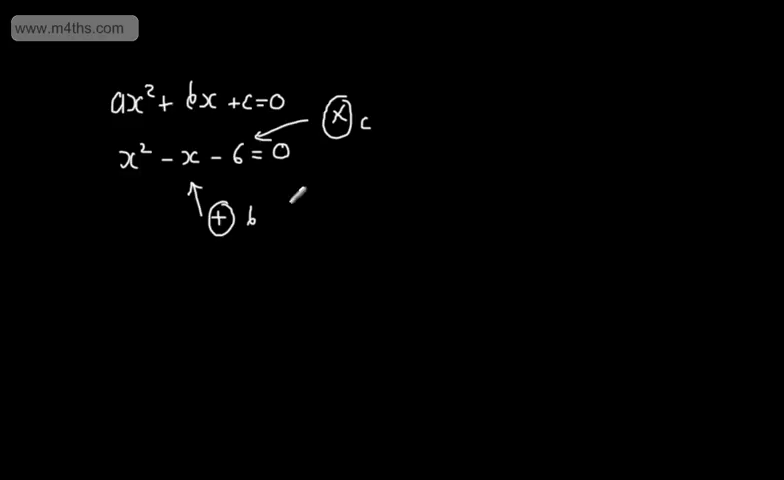 www.m4ths.com
ax² + bx + c = 0
x² - x - 6 = 0
× c
+ b